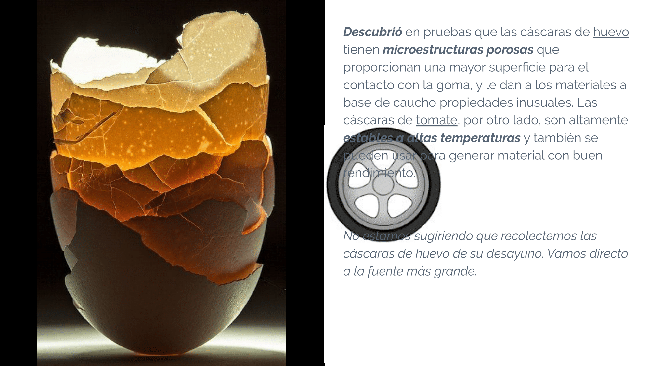 Descubrió en pruebas que las cáscaras de huevo
tienen microestructuras porosas que
proporcionan una mayor superficie para el
contacto con la goma, y le dan a los materiales a
base de caucho propiedades inusuales. Las
cáscaras de tomate, por otro lado, son altamente
estables a altas temperaturas y también se
pueden usar para generar material con buen
rendimiento.
No estamos sugiriendo que recolectemos las
cáscaras de huevo de su desayuno. Vamos directo
a la fuente más grande.